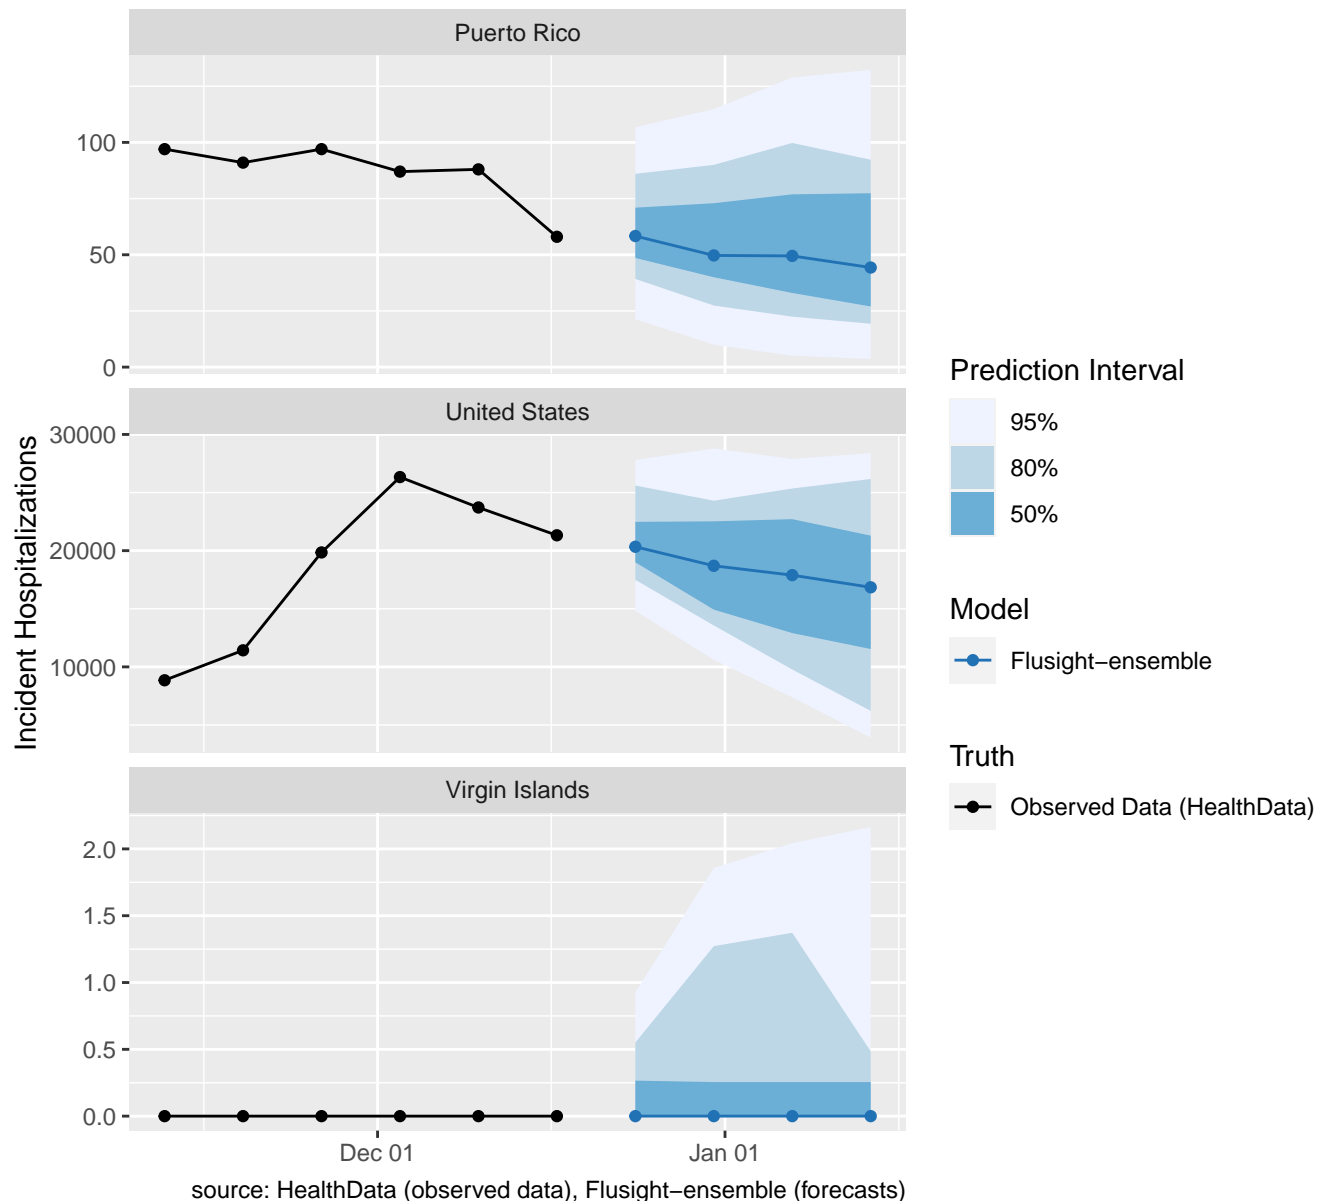 Puerto Rico
100
50
0
United States
30000
20000
10000
Virgin Islands
2.0
1.5
1.0
0.5
0.0
Dec 01
Jan 01
Incident Hospitalizations
source: HealthData (observed data), Flusight−ensemble (forecasts)
Prediction Interval
95%
80%
50%
Model
Flusight−ensemble
Truth
Observed Data (HealthData)